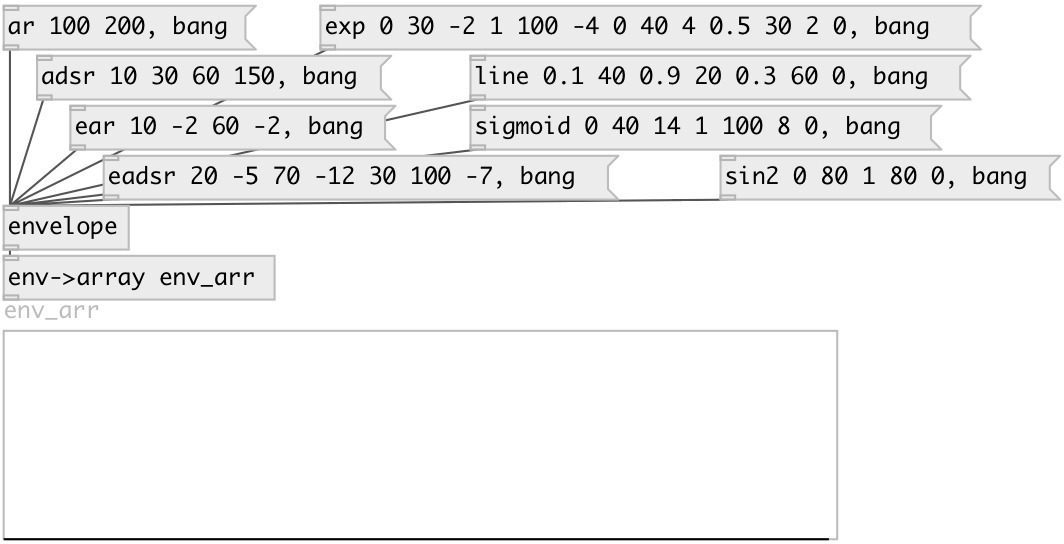 ar 100 200, bang
exp 0 30 -2 1 100 -4 0 40 4 0.5 30 2 0, bang
adsr 10 30 60 150, bang
line 0.1 40 0.9 20 0.3 60 0, bang
ear 10 -2 60 -2, bang
sigmoid 0 40 14 1 100 8 0, bang
eadsr 20 -5 70 -12 30 100 -7, bang
sin2 0 80 1 80 0, bang
envelope
env->array env_arr
env_arr